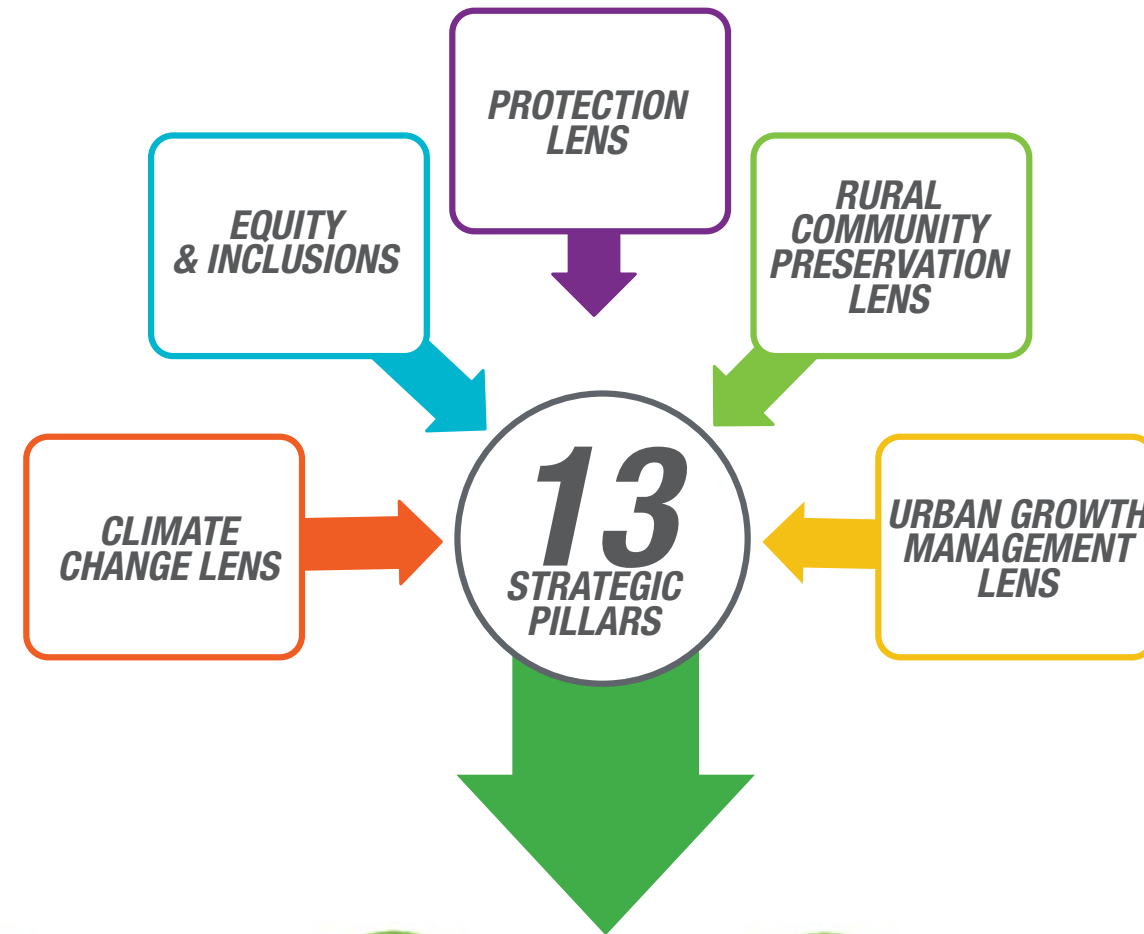 PROTECTION
LENS
EQUITY
& INCLUSIONS
RURAL
COMMUNITY
PRESERVATION
LENS
CLIMATE
CHANGE LENS
13
STRATEGIC
PILLARS
URBAN GROWTH
MANAGEMENT
LENS